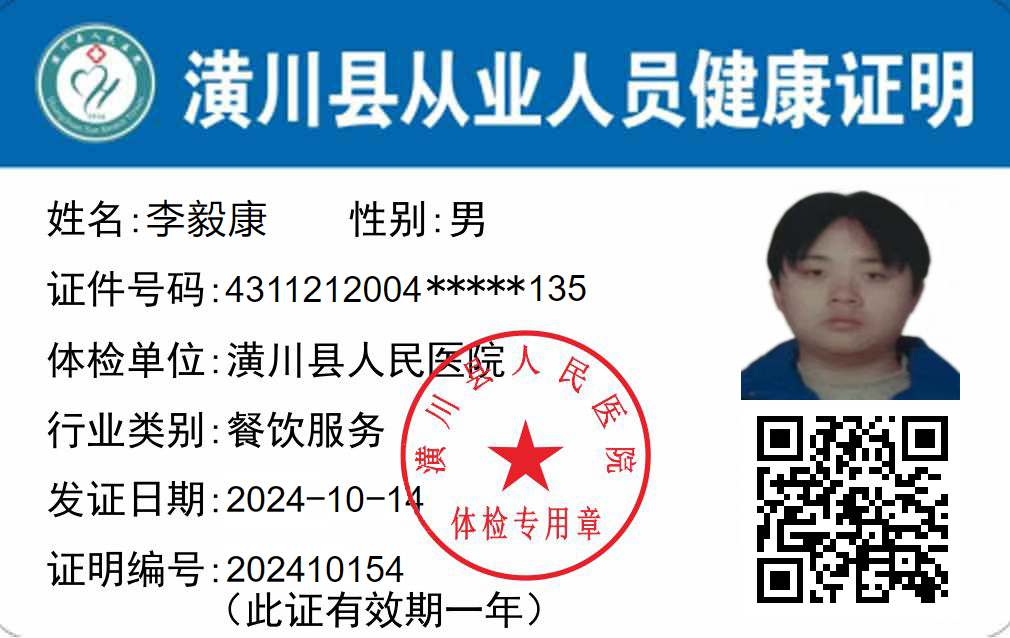 潢川县从业人员健康证明
姓名:李毅康 性别:男
证件号码:4311212004*****135
体检单位:潢川县人民医院
行业类别:餐饮服务
发证日期:2024-10-14
证明编号:202410154
(此证有效期一年)
潢川县人民医院
体检专用章